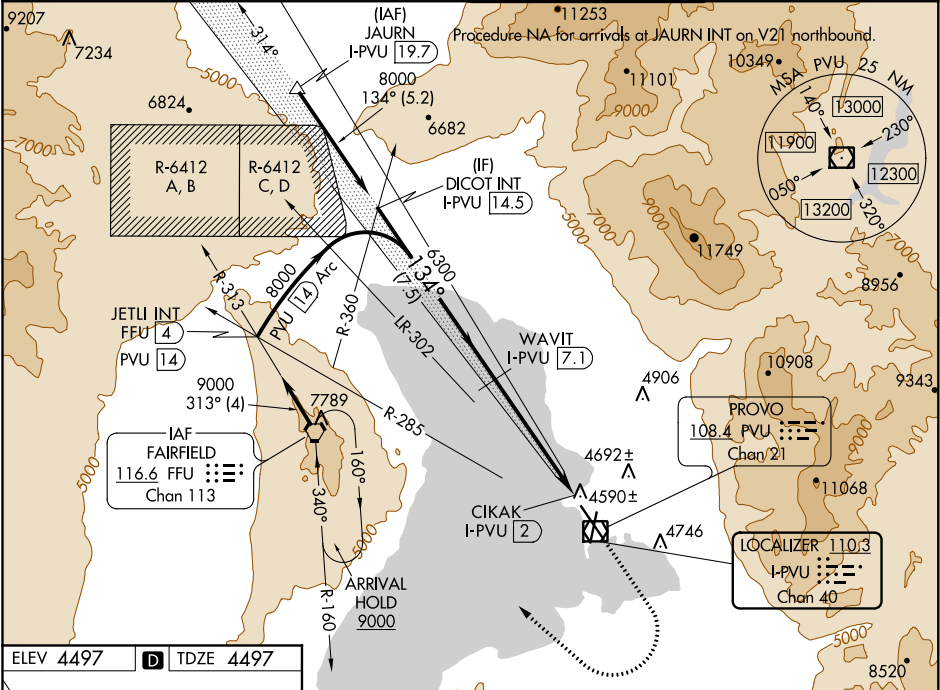 9207
7234
(IAF)
JAURN
I-PVU 19.7
314°
11253
Procedure NA for arrivals at JAURN INT on V21 northbound.
8000
134° (5.2)
11101
10349
MSA PVU 25 NM
140°
13000
230°
11900
12300
050°
13200
320°
5000
6824
7000
6682
9000
R-6412
A, B
R-6412
C, D
(IF)
DICOT INT
I-PVU 14.5
5000
7000
9000
11749
7000
8956
R-313
8000
PVU 14 Arc
R-360
6300
134°
(7.5)
LR-302
JETLI INT
FFU 4
PVU 14
WAVIT
I-PVU 7.1
10908
9343
4906
9000
313° (4)
7789
R-285
IAF
FAIRFIELD
116.6 FFU
Chan 113
160°
340°
PROVO
108.4 PVU
Chan 21
4692±
4590±
11068
CIKAK
I-PVU 2
4746
5000
5000
LOCALIZER 110.3
I-PVU
Chan 40
ARRIVAL
HOLD
9000
R-160
5000
8520
ELEV 4497 D TDZE 4497